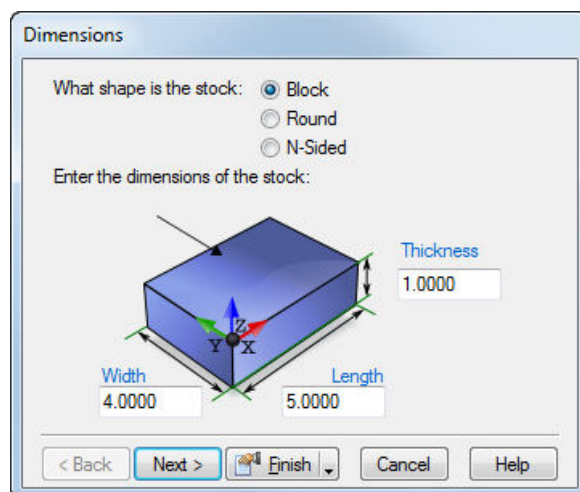 Dimensions
What shape is the stock: Block
Round
N-Sided
Enter the dimensions of the stock:
Thickness
1.0000
Z
Y X
Width Length
4.0000 5.0000
< Back Next > Finish Cancel Help